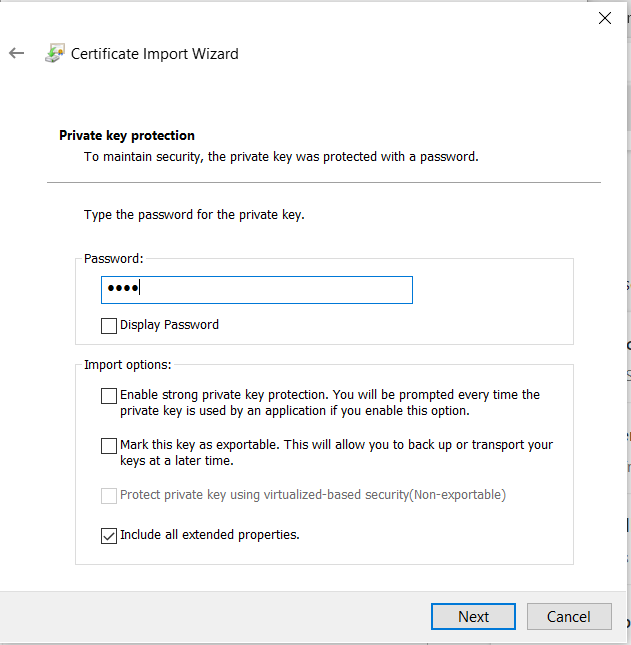 Certificate Import Wizard
Private key protection
To maintain security, the private key was protected with a password.
Type the password for the private key.
Password:
••••
Display Password
Import options:
Enable strong private key protection. You will be prompted every time the
private key is used by an application if you enable this option.
Mark this key as exportable. This will allow you to back up or transport your
keys at a later time.
Protect private key using virtualized-based security(Non-exportable)
Include all extended properties.
Next
Cancel